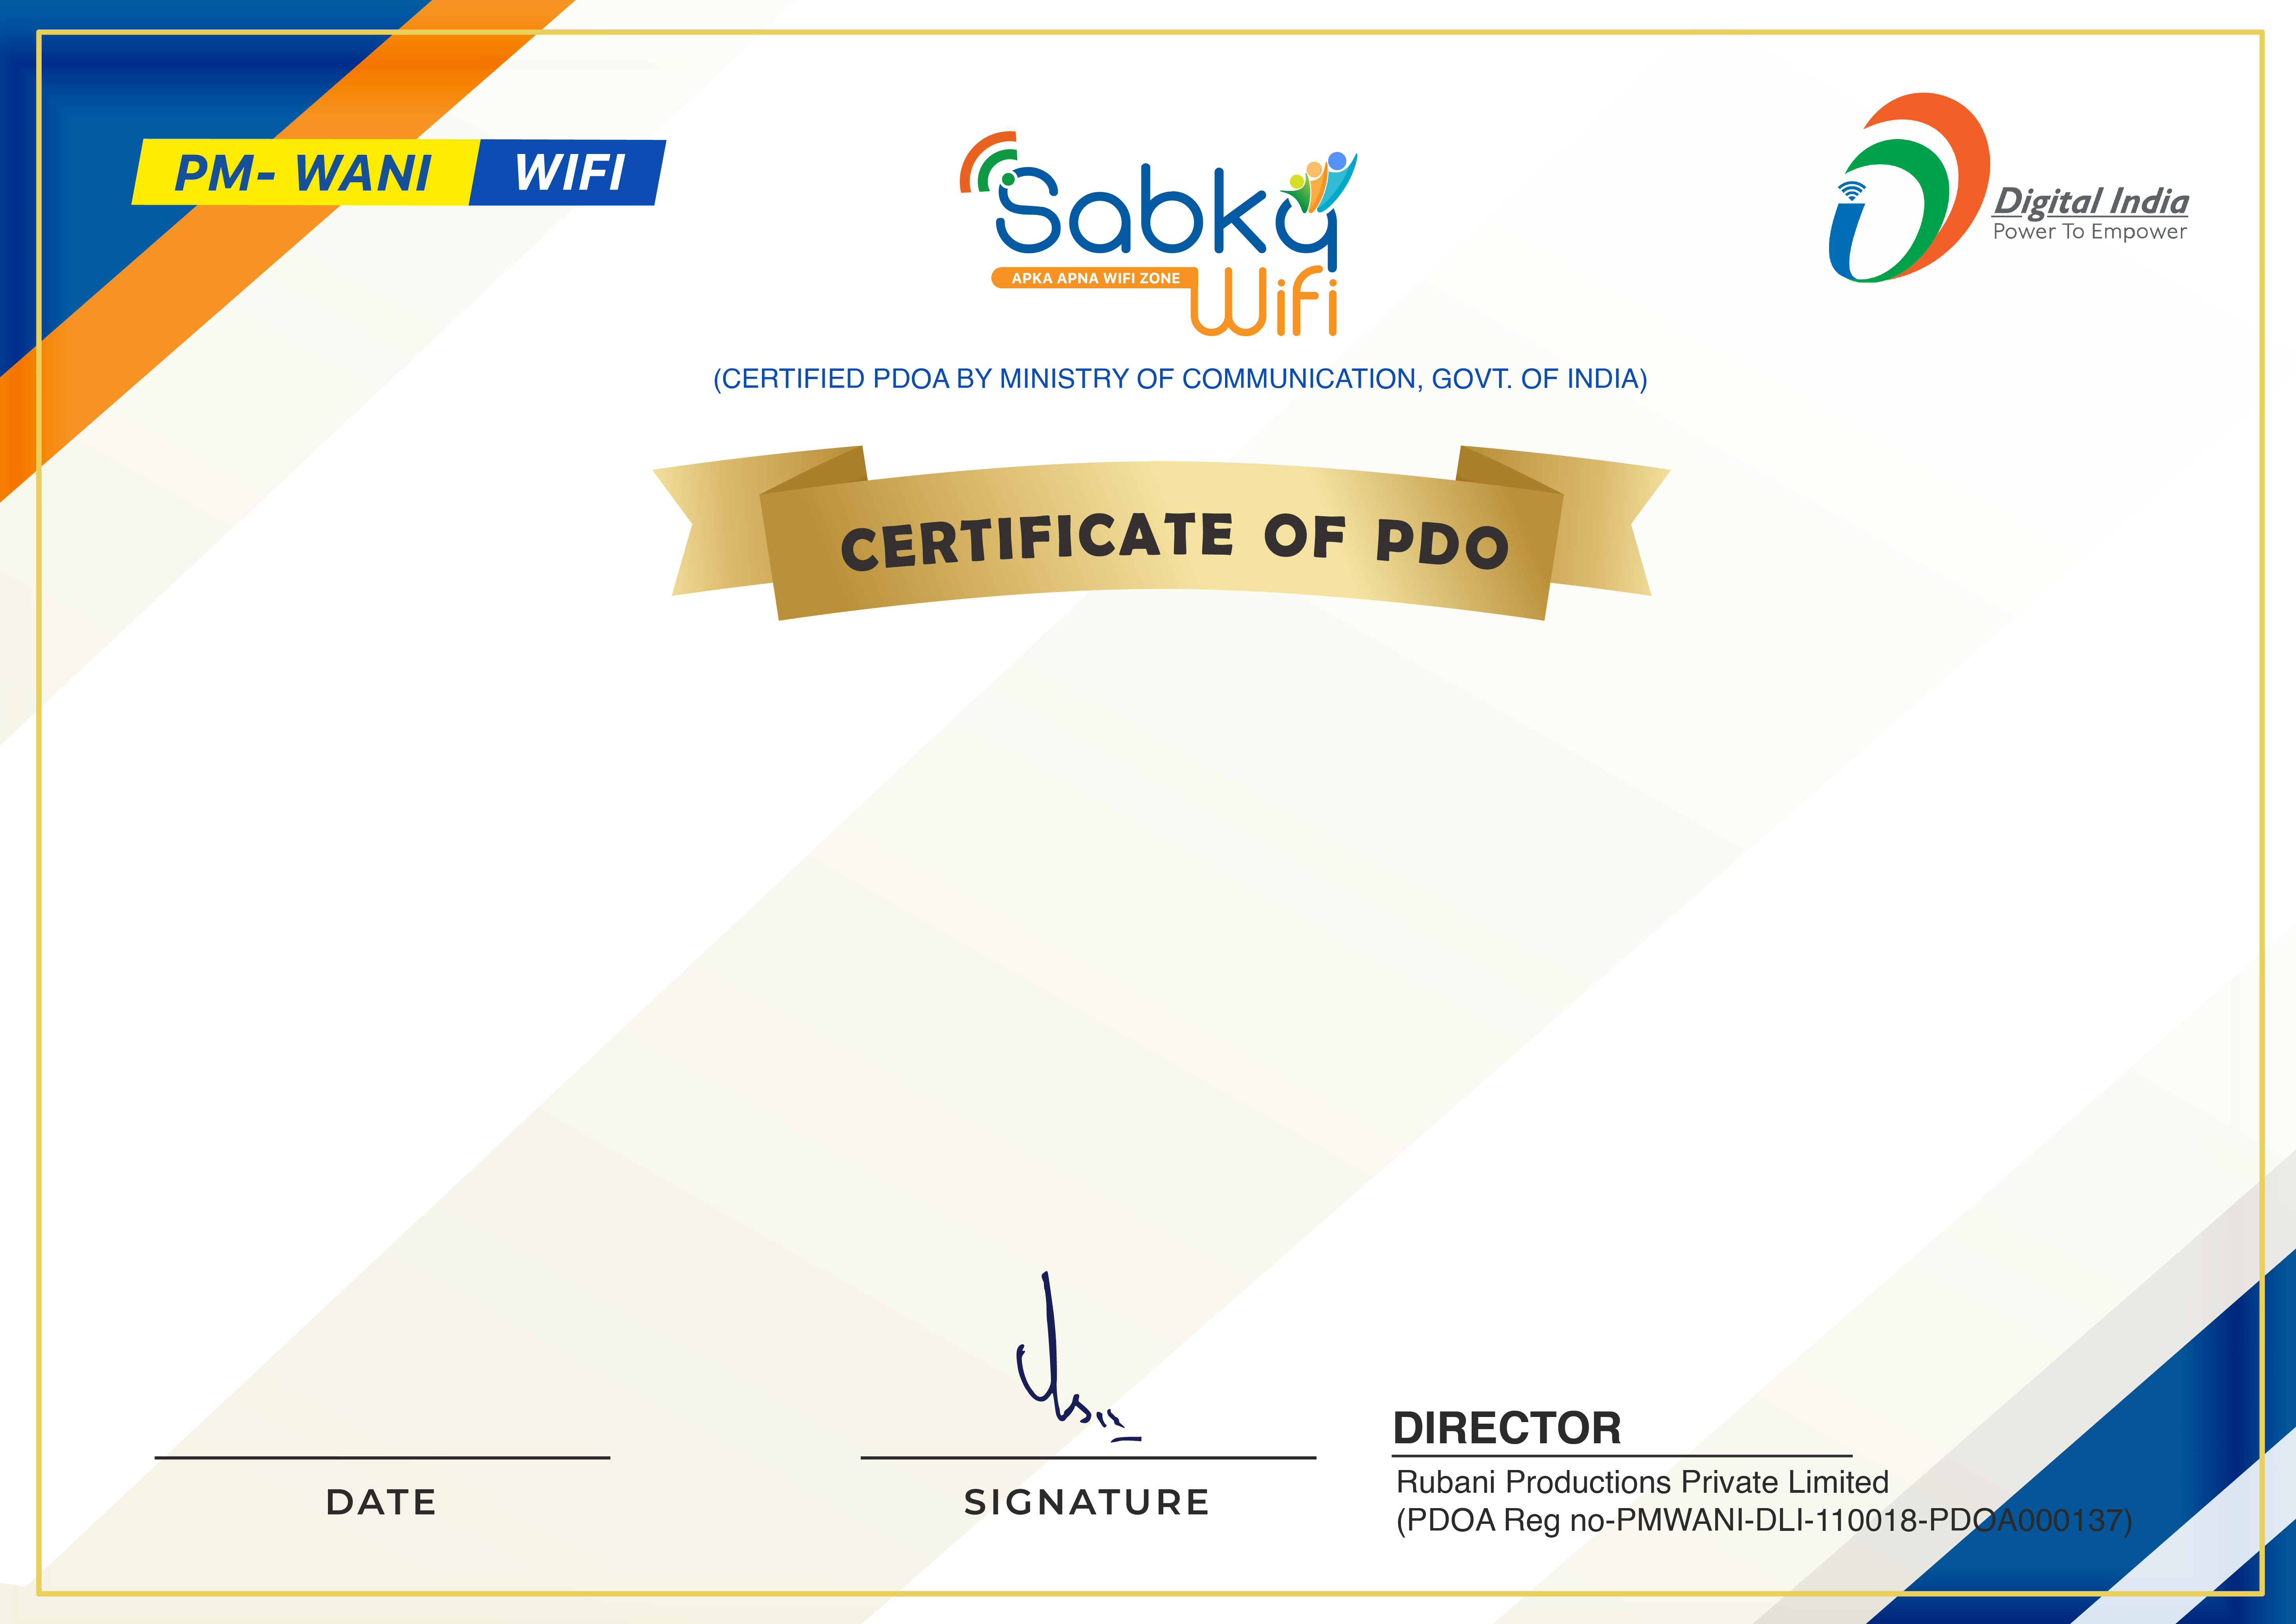 PM- WANI WIFI
Sabka
APKA APNA WIFI ZONE
Wifi
Digital India
Power To Empower
(CERTIFIED PDOA BY MINISTRY OF COMMUNICATION, GOVT. OF INDIA)
CERTIFICATE OF PDO
DIRECTOR
Rubani Productions Private Limited
(PDOA Reg no-PMWANI-DLI-110018-PDOA000137)
DATE
SIGNATURE